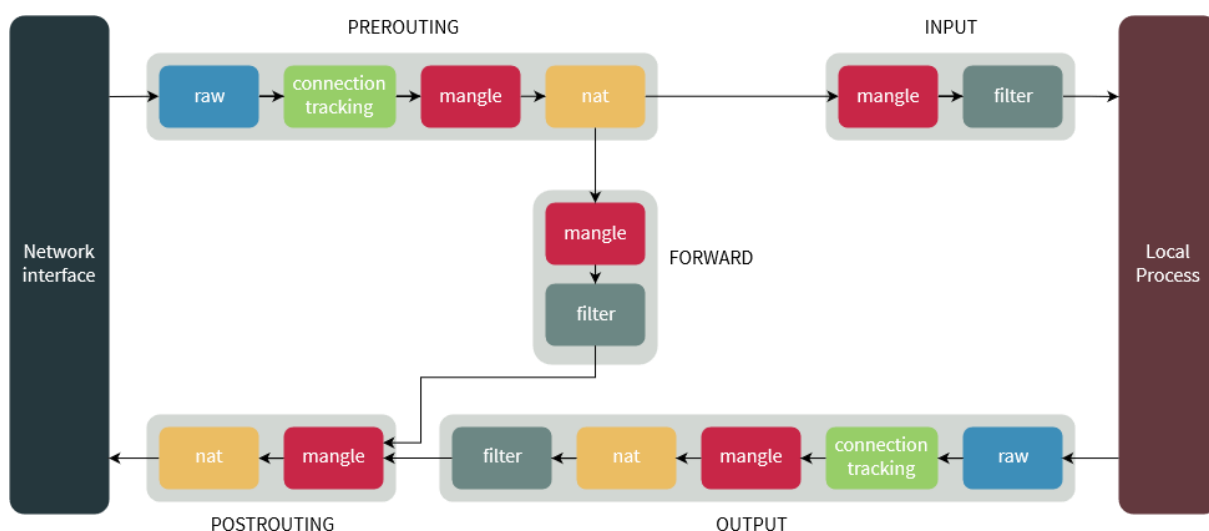 PREROUTING
INPUT
raw
connection
tracking
mangle
nat
mangle
filter
Network
interface
mangle
FORWARD
filter
Local
Process
nat
mangle
filter
nat
mangle
connection
tracking
raw
POSTROUTING
OUTPUT